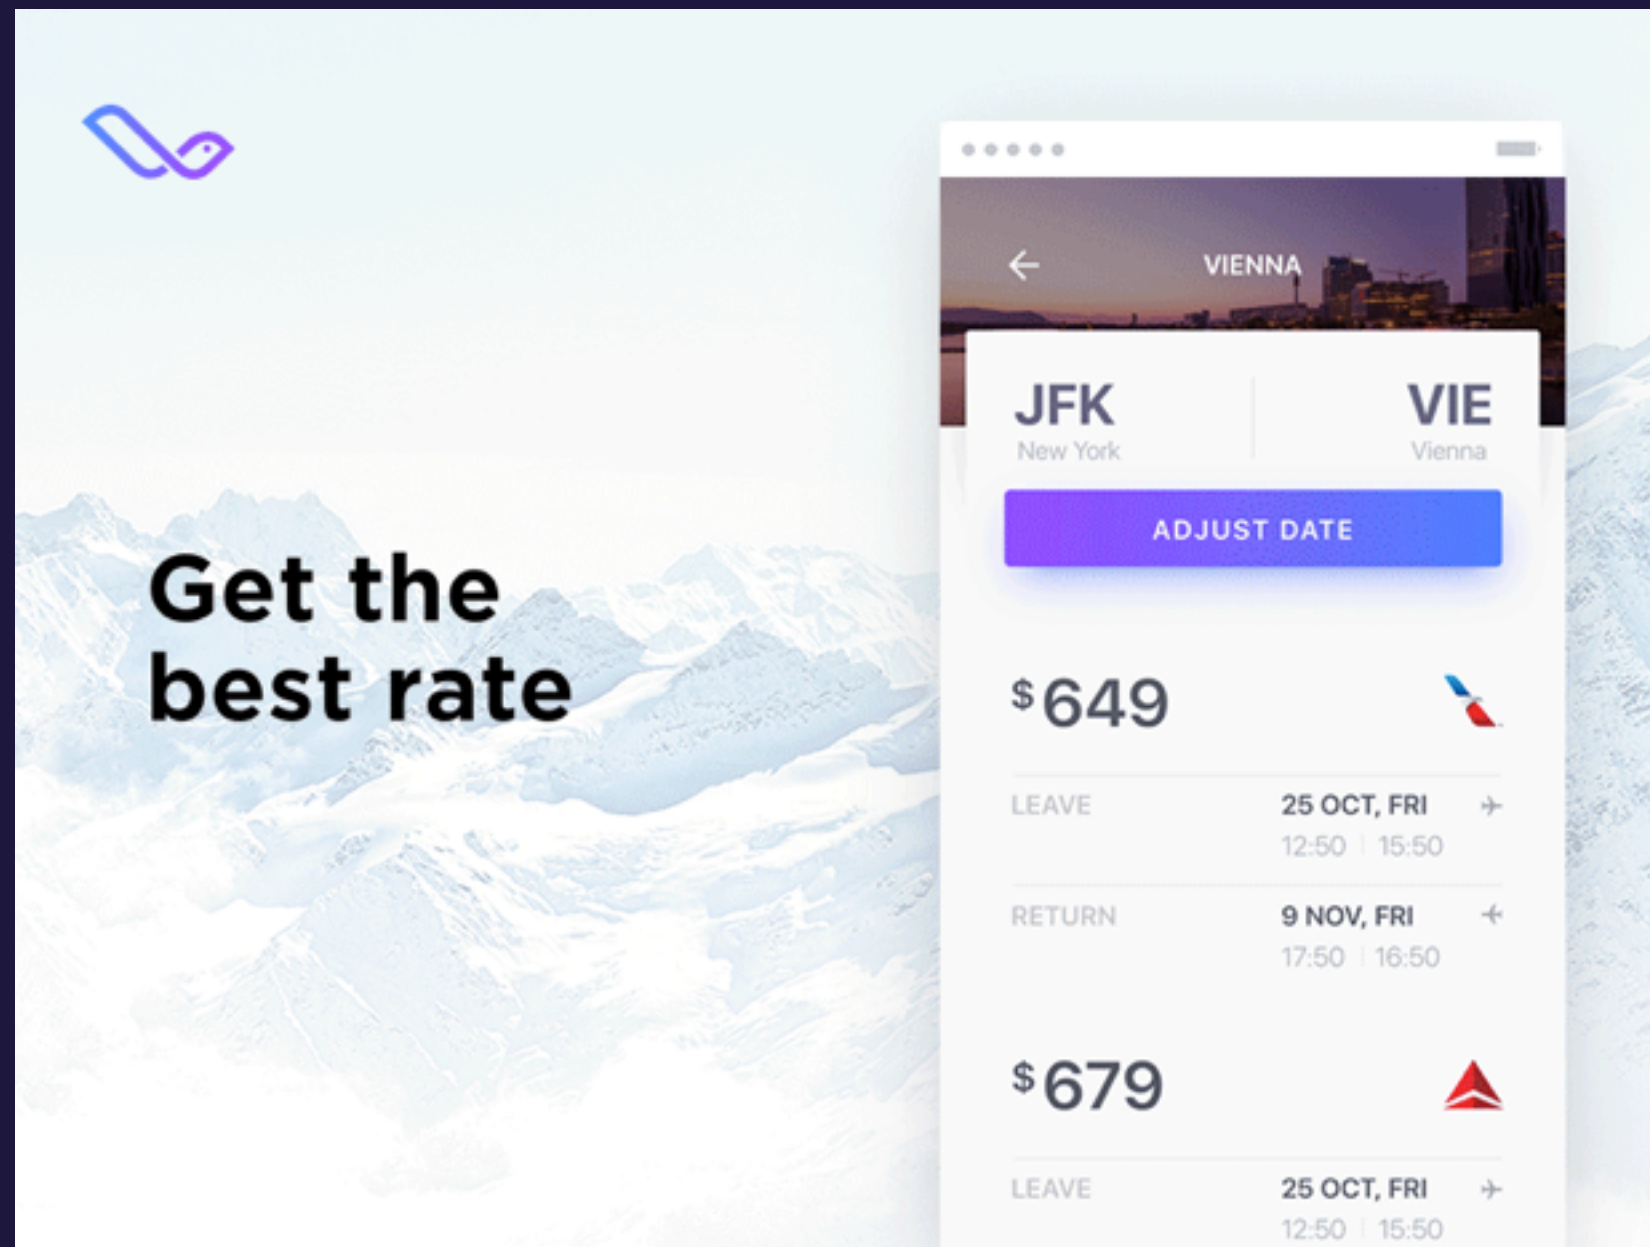 Get the
best rate
VIENNA
JFK VIE
New York Vienna
ADJUST DATE
$649
LEAVE 25 OCT, FRI
12:50 | 15:50
RETURN 9 NOV, FRI
17:50 | 16:50
$679
LEAVE 25 OCT, FRI
12:50 | 15:50